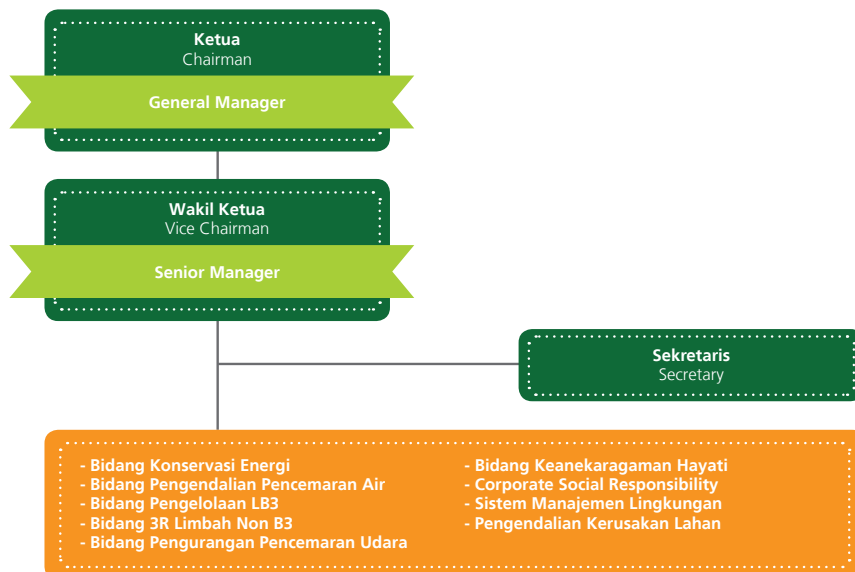 Ketua
Chairman
General Manager
Wakil Ketua
Vice Chairman
Senior Manager
Sekretaris
Secretary
- Bidang Konservasi Energi
- Bidang Pengendalian Pencemaran Air
- Bidang Pengelolaan LB3
- Bidang 3R Limbah Non B3
- Bidang Pengurangan Pencemaran Udara
- Bidang Keanekaragaman Hayati
- Corporate Social Responsibility
- Sistem Manajemen Lingkungan
- Pengendalian Kerusakan Lahan